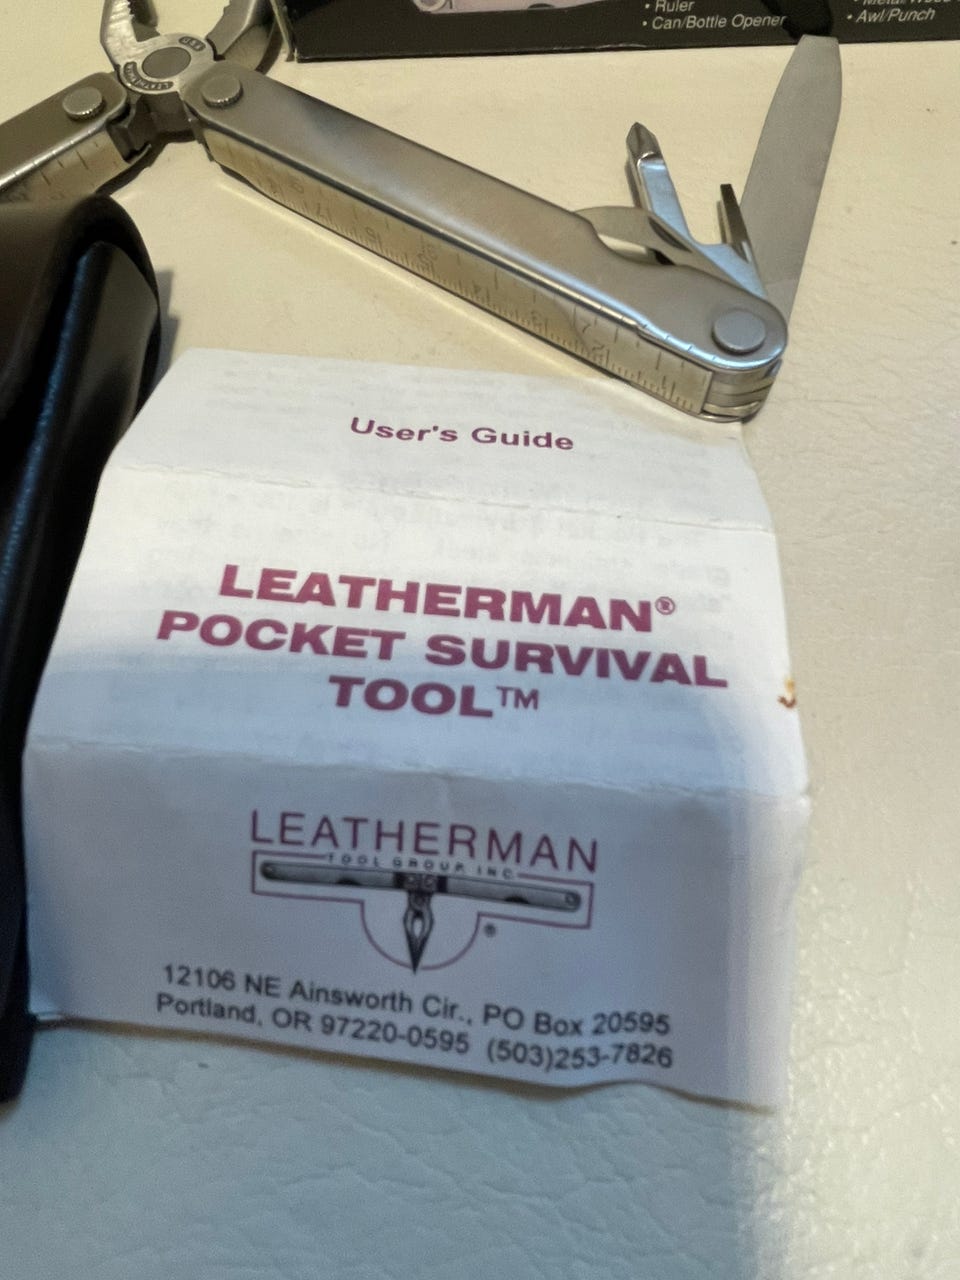 • Ruler
• Can/Bottle Opener
• Awl/Punch
USA
User's Guide
LEATHERMAN®
POCKET SURVIVAL
TOOL™
LEATHERMAN
TOOL GROUP, INC.
®
12106 NE Ainsworth Cir., PO Box 20595
Portland, OR 97220-0595 (503)253-7826